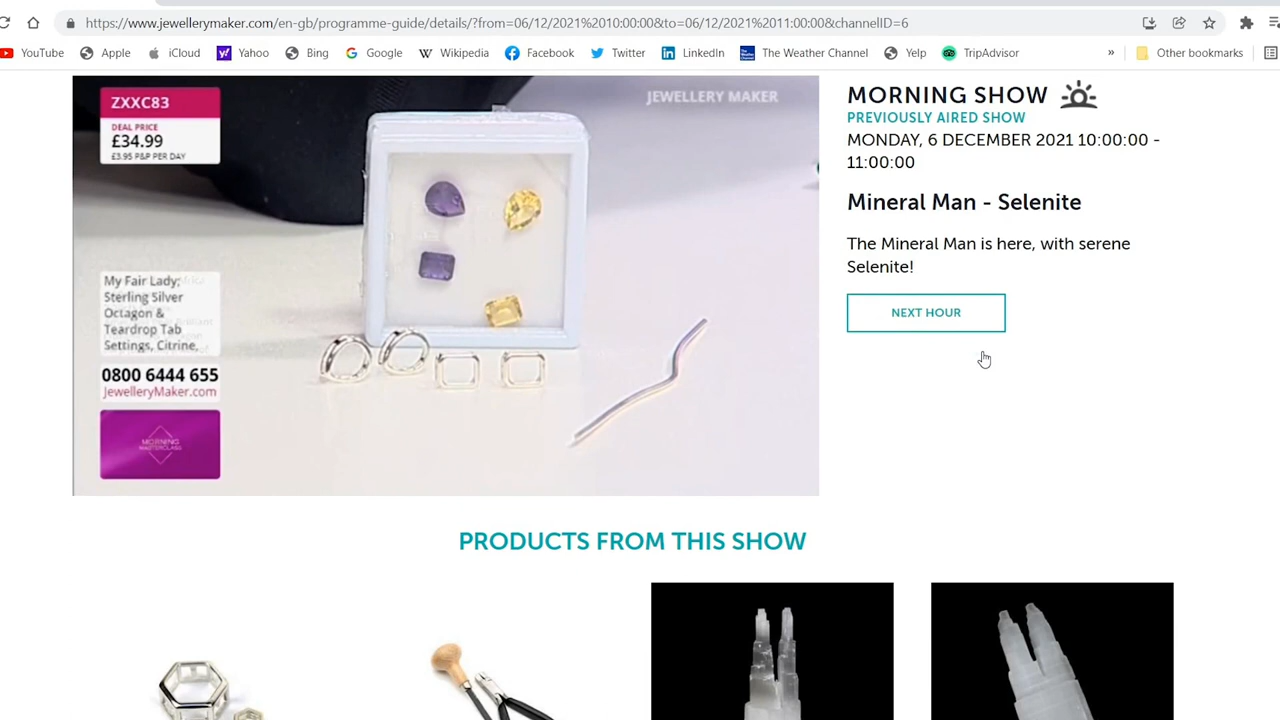 https://www.jewellerymaker.com/en-gb/programme-guide/details/?from=06/12/2021%2010:00:00&to=06/12/2021%2011:00:00&channelID=6
YouTube Apple iCloud Yahoo Bing Google Wikipedia Facebook Twitter LinkedIn The Weather Channel Yelp TripAdvisor » Other bookmarks
ZXXC83
DEAL PRICE
£34.99
£3.95 P&P PER DAY
JEWELLERY MAKER
My Fair Lady;
Sterling Silver
Octagon &
Teardrop Tab
Settings, Citrine,
0800 6444 655
JewelleryMaker.com
MORNING
MASTERCLASS
MORNING SHOW
PREVIOUSLY AIRED SHOW
MONDAY, 6 DECEMBER 2021 10:00:00 -
11:00:00
Mineral Man - Selenite
The Mineral Man is here, with serene
Selenite!
NEXT HOUR
PRODUCTS FROM THIS SHOW